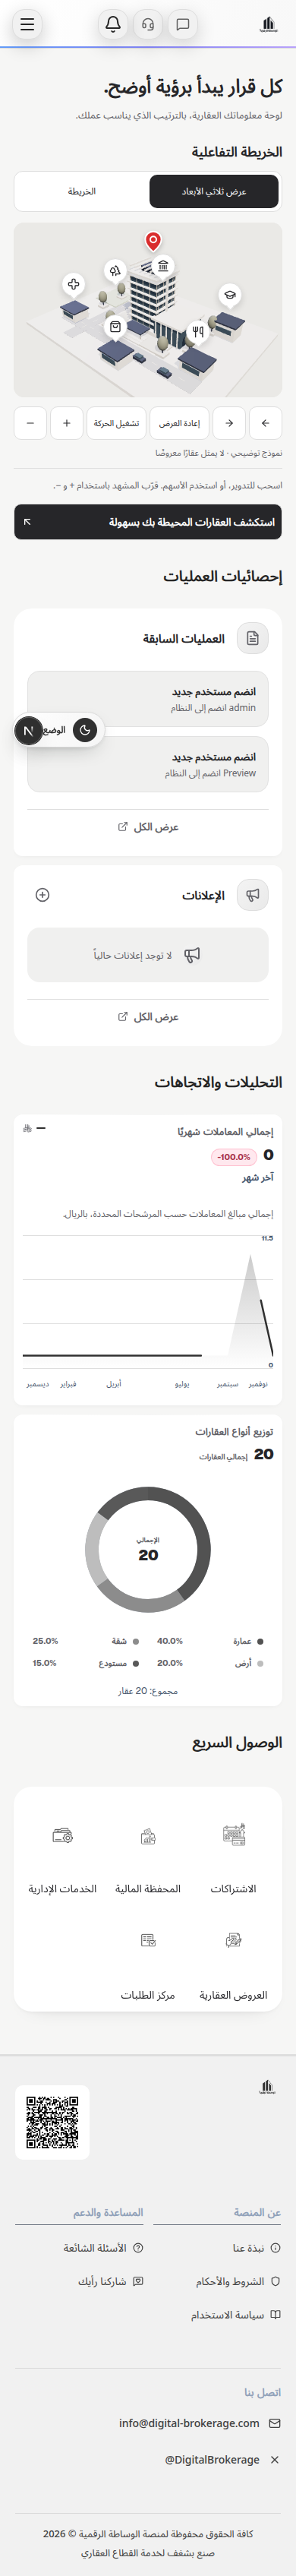 كل قرار يبدأ برؤية أوضح.
لوحة معلوماتك العقارية، بالترتيب الذي يناسب عملك.
الخريطة التفاعلية
عرض ثلاثي الأبعاد
الخريطة
إعادة العرض
تشغيل الحركة
+
−
نموذج توضيحي · لا يمثل عقارًا معروضًا
اسحب للتدوير، أو استخدم الأسهم. قرّب المشهد باستخدام + و −.
استكشف العقارات المحيطة بك بسهولة
إحصائيات العمليات
العمليات السابقة
انضم مستخدم جديد
admin انضم إلى النظام
انضم مستخدم جديد
Preview انضم إلى النظام
الوضع
N
عرض الكل
الإعلانات
لا توجد إعلانات حالياً
عرض الكل
التحليلات والاتجاهات
إجمالي المعاملات شهريًا
0
-100.0%
آخر شهر
إجمالي مبالغ المعاملات حسب المرشحات المحددة، بالريال.
11.5
0
نوفمبر
سبتمبر
يوليو
أبريل
فبراير
ديسمبر
توزيع أنواع العقارات
20 إجمالي العقارات
الإجمالي
20
عمارة 40.0%
شقة 25.0%
أرض 20.0%
مستودع 15.0%
مجموع: 20 عقار
الوصول السريع
الاشتراكات
المحفظة المالية
الخدمات الإدارية
العروض العقارية
مركز الطلبات
عن المنصة
نبذة عنا
الشروط والأحكام
سياسة الاستخدام
المساعدة والدعم
الأسئلة الشائعة
شاركنا رأيك
اتصل بنا
info@digital-brokerage.com
@DigitalBrokerage
كافة الحقوق محفوظة لمنصة الوساطة الرقمية © 2026
صنع بشغف لخدمة القطاع العقاري